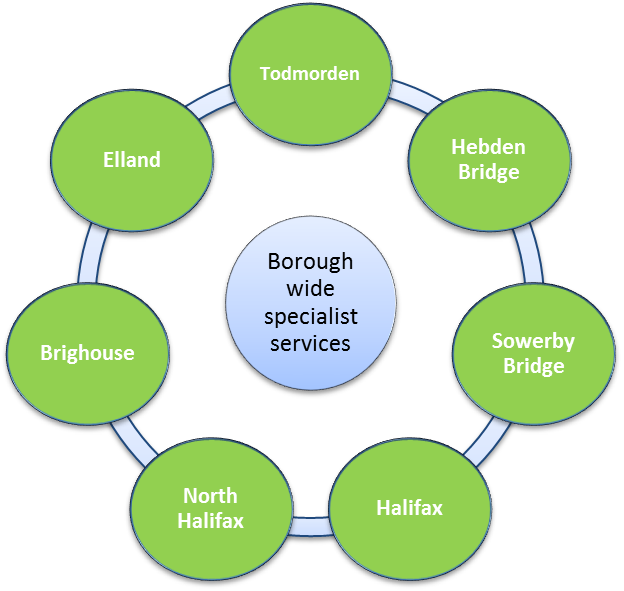 Todmorden
Hebden
Bridge
Sowerby
Bridge
Halifax
North
Halifax
Brighouse
Elland
Borough
wide
specialist
services